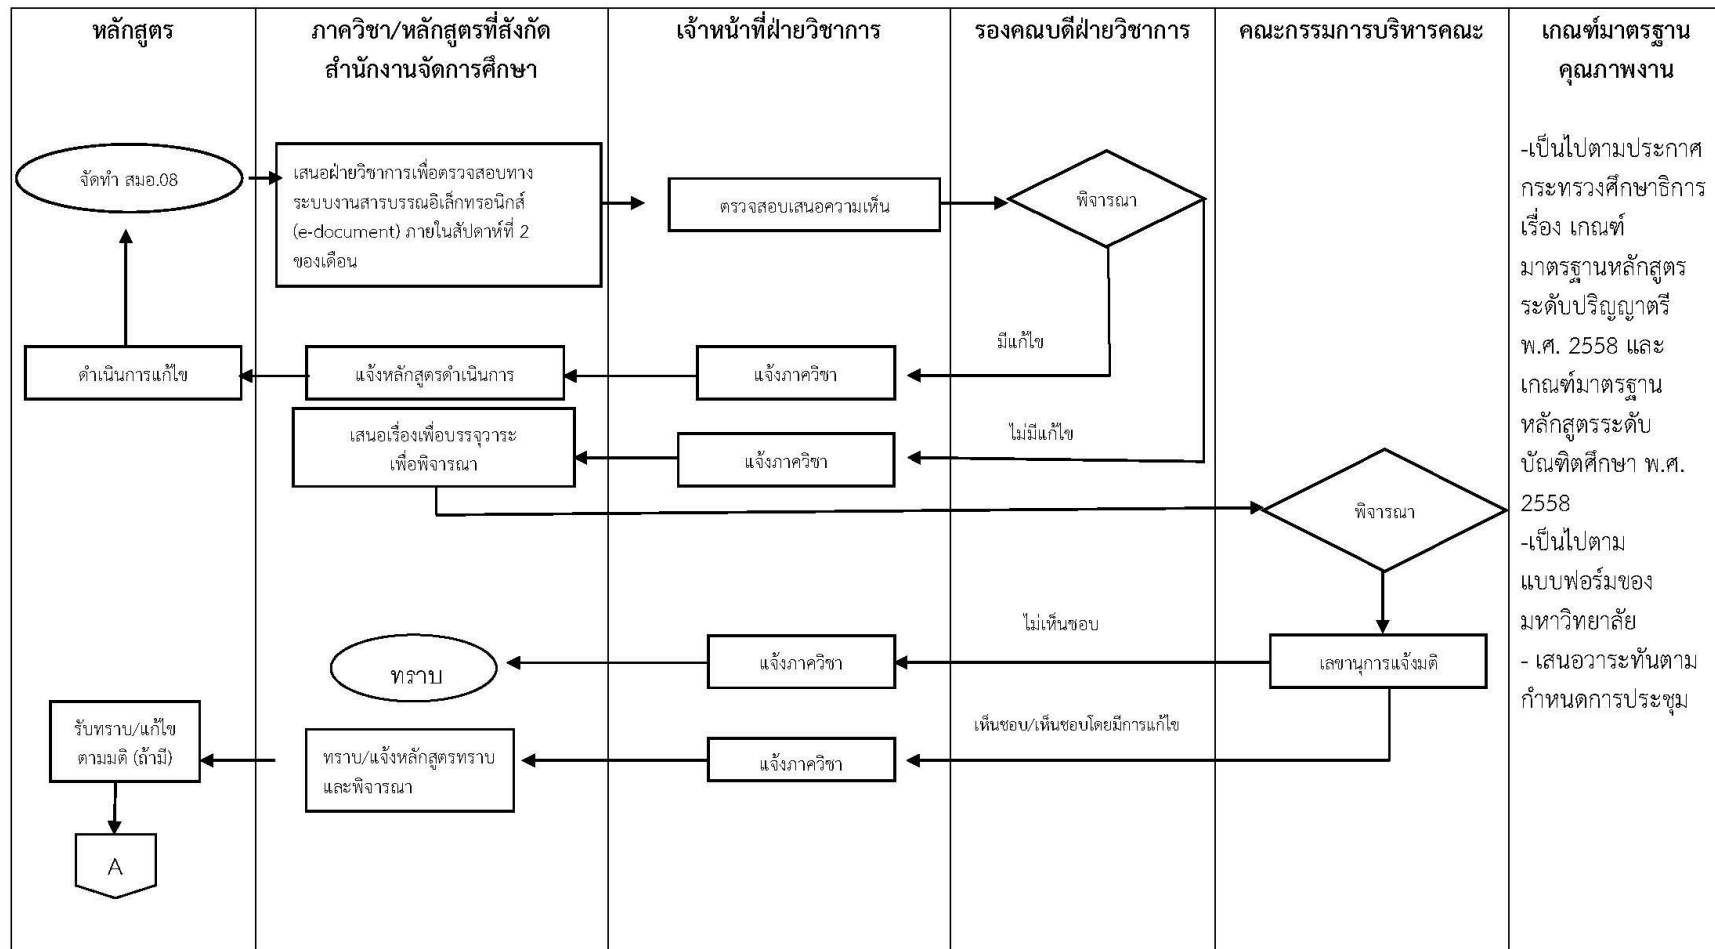 หลักสูตร
ภาควิชา/หลักสูตรที่สังกัด
สำนักงานจัดการศึกษา
เจ้าหน้าที่ฝ่ายวิชาการ
รองคณบดีฝ่ายวิชาการ
คณะกรรมการบริหารคณะ
เกณฑ์มาตรฐาน
คุณภาพงาน
จัดทำ สมอ.08
เสนอฝ่ายวิชาการเพื่อตรวจสอบทาง
ระบบงานสารบรรณอิเล็กทรอนิกส์
(e-document) ภายในสัปดาห์ที่ 2
ของเดือน
ตรวจสอบเสนอความเห็น
พิจารณา
มีแก้ไข
ดำเนินการแก้ไข
แจ้งหลักสูตรดำเนินการ
แจ้งภาควิชา
ไม่มีแก้ไข
เสนอเรื่องเพื่อบรรจุวาระ
เพื่อพิจารณา
แจ้งภาควิชา
พิจารณา
ไม่เห็นชอบ
ทราบ
แจ้งภาควิชา
เลขานุการแจ้งมติ
เห็นชอบ/เห็นชอบโดยมีการแก้ไข
รับทราบ/แก้ไข
ตามมติ (ถ้ามี)
ทราบ/แจ้งหลักสูตรทราบ
และพิจารณา
แจ้งภาควิชา
A
-เป็นไปตามประกาศ
กระทรวงศึกษาธิการ
เรื่อง เกณฑ์
มาตรฐานหลักสูตร
ระดับปริญญาตรี
พ.ศ. 2558 และ
เกณฑ์มาตรฐาน
หลักสูตรระดับ
บัณฑิตศึกษา พ.ศ.
2558
-เป็นไปตาม
แบบฟอร์มของ
มหาวิทยาลัย
- เสนอวาระทันตาม
กำหนดการประชุม